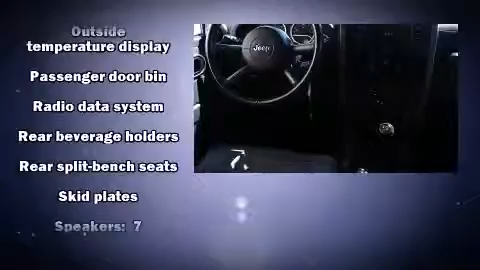 Outside
temperature display
Passenger door bin
Radio data system
Rear beverage holders
Rear split-bench seats
Skid plates
Speakers: 7
Jeep